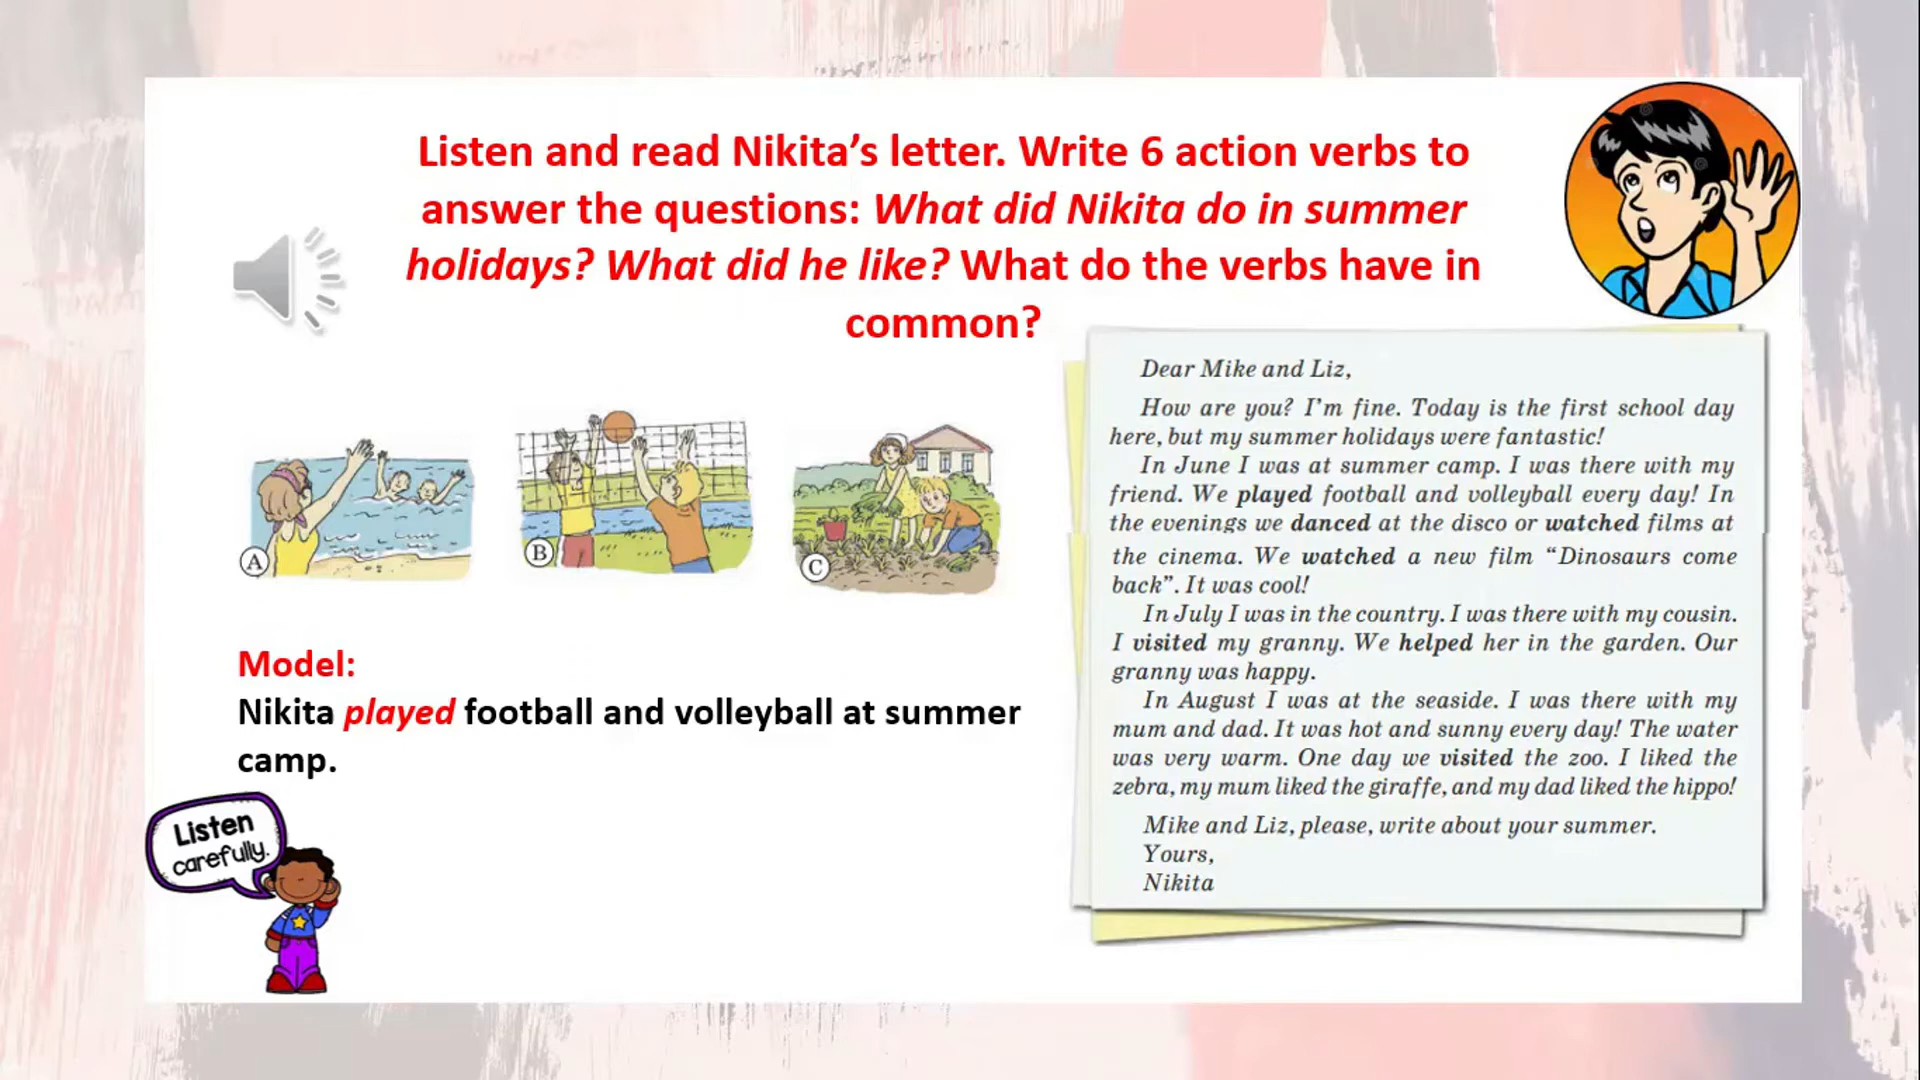 Listen and read Nikita’s letter. Write 6 action verbs to
answer the questions: What did Nikita do in summer
holidays? What did he like? What do the verbs have in
common?
A
B
C
Model:
Nikita played football and volleyball at summer
camp.
Listen
carefully.
Dear Mike and Liz,
How are you? I’m fine. Today is the first school day
here, but my summer holidays were fantastic!
In June I was at summer camp. I was there with my
friend. We played football and volleyball every day! In
the evenings we danced at the disco or watched films at
the cinema. We watched a new film “Dinosaurs come
back”. It was cool!
In July I was in the country. I was there with my cousin.
I visited my granny. We helped her in the garden. Our
granny was happy.
In August I was at the seaside. I was there with my
mum and dad. It was hot and sunny every day! The water
was very warm. One day we visited the zoo. I liked the
zebra, my mum liked the giraffe, and my dad liked the hippo!
Mike and Liz, please, write about your summer.
Yours,
Nikita